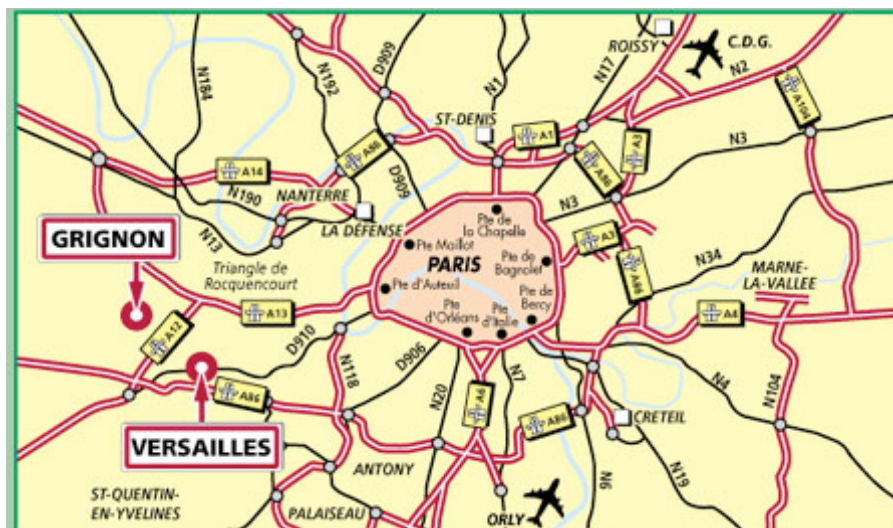 ROISSY
C.D.G.
N184
N192
D909
N1
N17
N2
A104
ST-DENIS
A1
A3
N3
A86
A86
A14
D909
N190
NANTERRE
LA DÉFENSE
N13
GRIGNON
Pte de
la Chapelle
N3
Pte Maillot
PARIS
Pte de
Bagnolet
A3
N34
Triangle de
Rocquencourt
Pte d'Auteuil
Pte de
Bercy
A86
MARNE-
LA-VALLEE
A13
A12
Pte
d'Orléans
Pte
d'Italie
A4
D910
N118
D906
N20
N7
A6
N4
N104
A86
VERSAILLES
A86
CRETEIL
ANTONY
N6
N19
ST-QUENTIN-
EN-YVELINES
PALAISEAU
ORLY